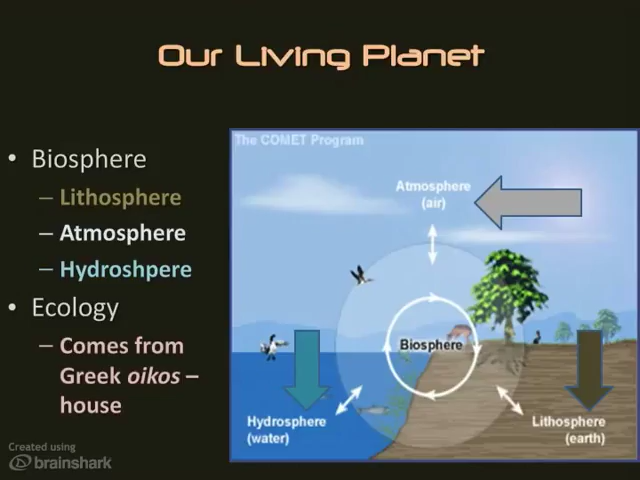 Our Living Planet
• Biosphere
– Lithosphere
– Atmosphere
– Hydroshpere
• Ecology
– Comes from
Greek oikos –
house
The COMET Program
Atmosphere
(air)
Biosphere
Hydrosphere
(water)
Lithosphere
(earth)
Created using
brainshark